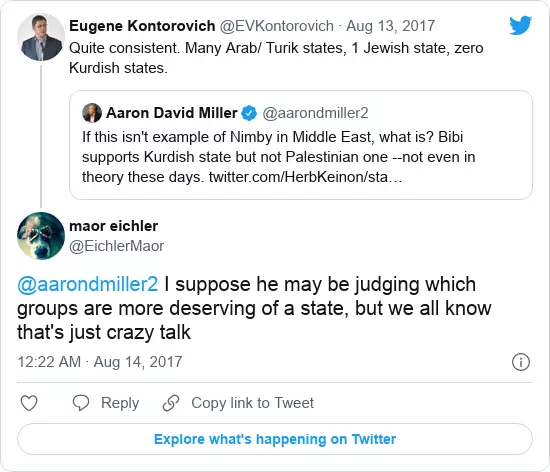 Eugene Kontorovich @EVKontorovich · Aug 13, 2017
Quite consistent. Many Arab/ Turik states, 1 Jewish state, zero
Kurdish states.
Aaron David Miller @aarondmiller2
If this isn't example of Nimby in Middle East, what is? Bibi
supports Kurdish state but not Palestinian one --not even in
theory these days. twitter.com/HerbKeinon/sta…
maor eichler
@EichlerMaor
@aarondmiller2 I suppose he may be judging which
groups are more deserving of a state, but we all know
that's just crazy talk
12:22 AM · Aug 14, 2017
Reply Copy link to Tweet
Explore what's happening on Twitter